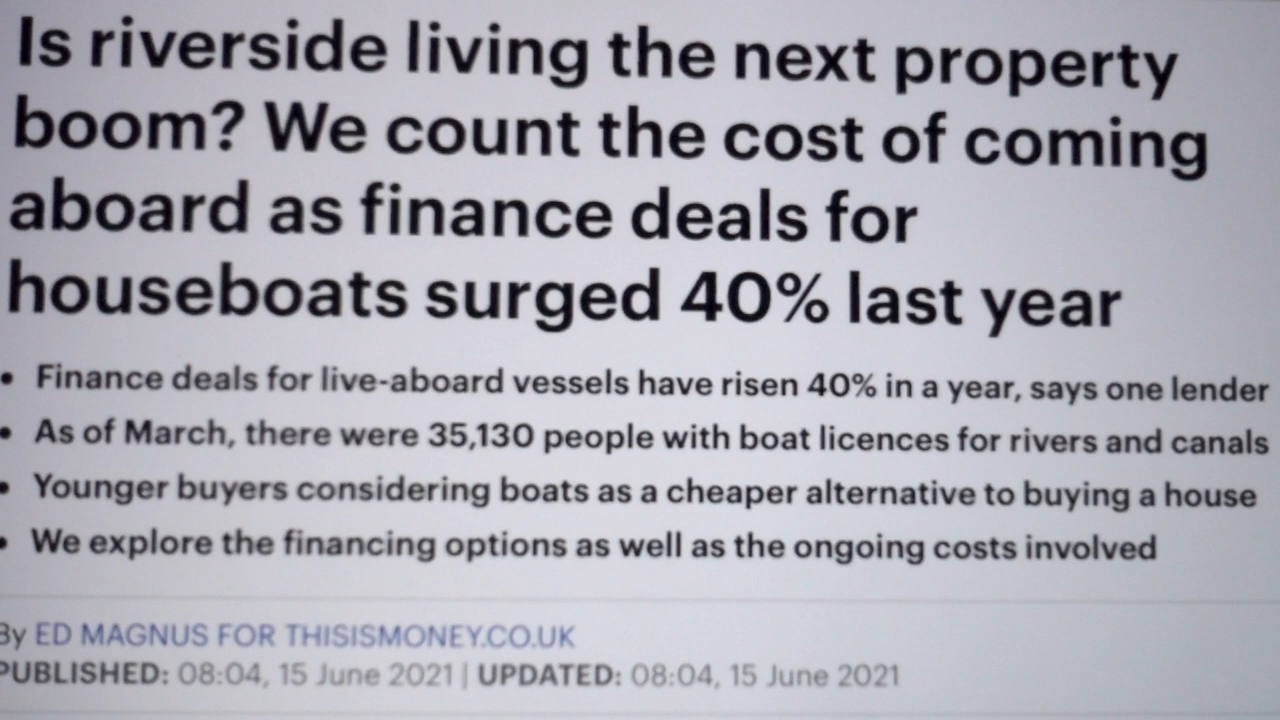 Is riverside living the next property
boom? We count the cost of coming
aboard as finance deals for
houseboats surged 40% last year
• Finance deals for live-aboard vessels have risen 40% in a year, says one lender
• As of March, there were 35,130 people with boat licences for rivers and canals
• Younger buyers considering boats as a cheaper alternative to buying a house
• We explore the financing options as well as the ongoing costs involved
By ED MAGNUS FOR THISISMONEY.CO.UK
PUBLISHED: 08:04, 15 June 2021 | UPDATED: 08:04, 15 June 2021